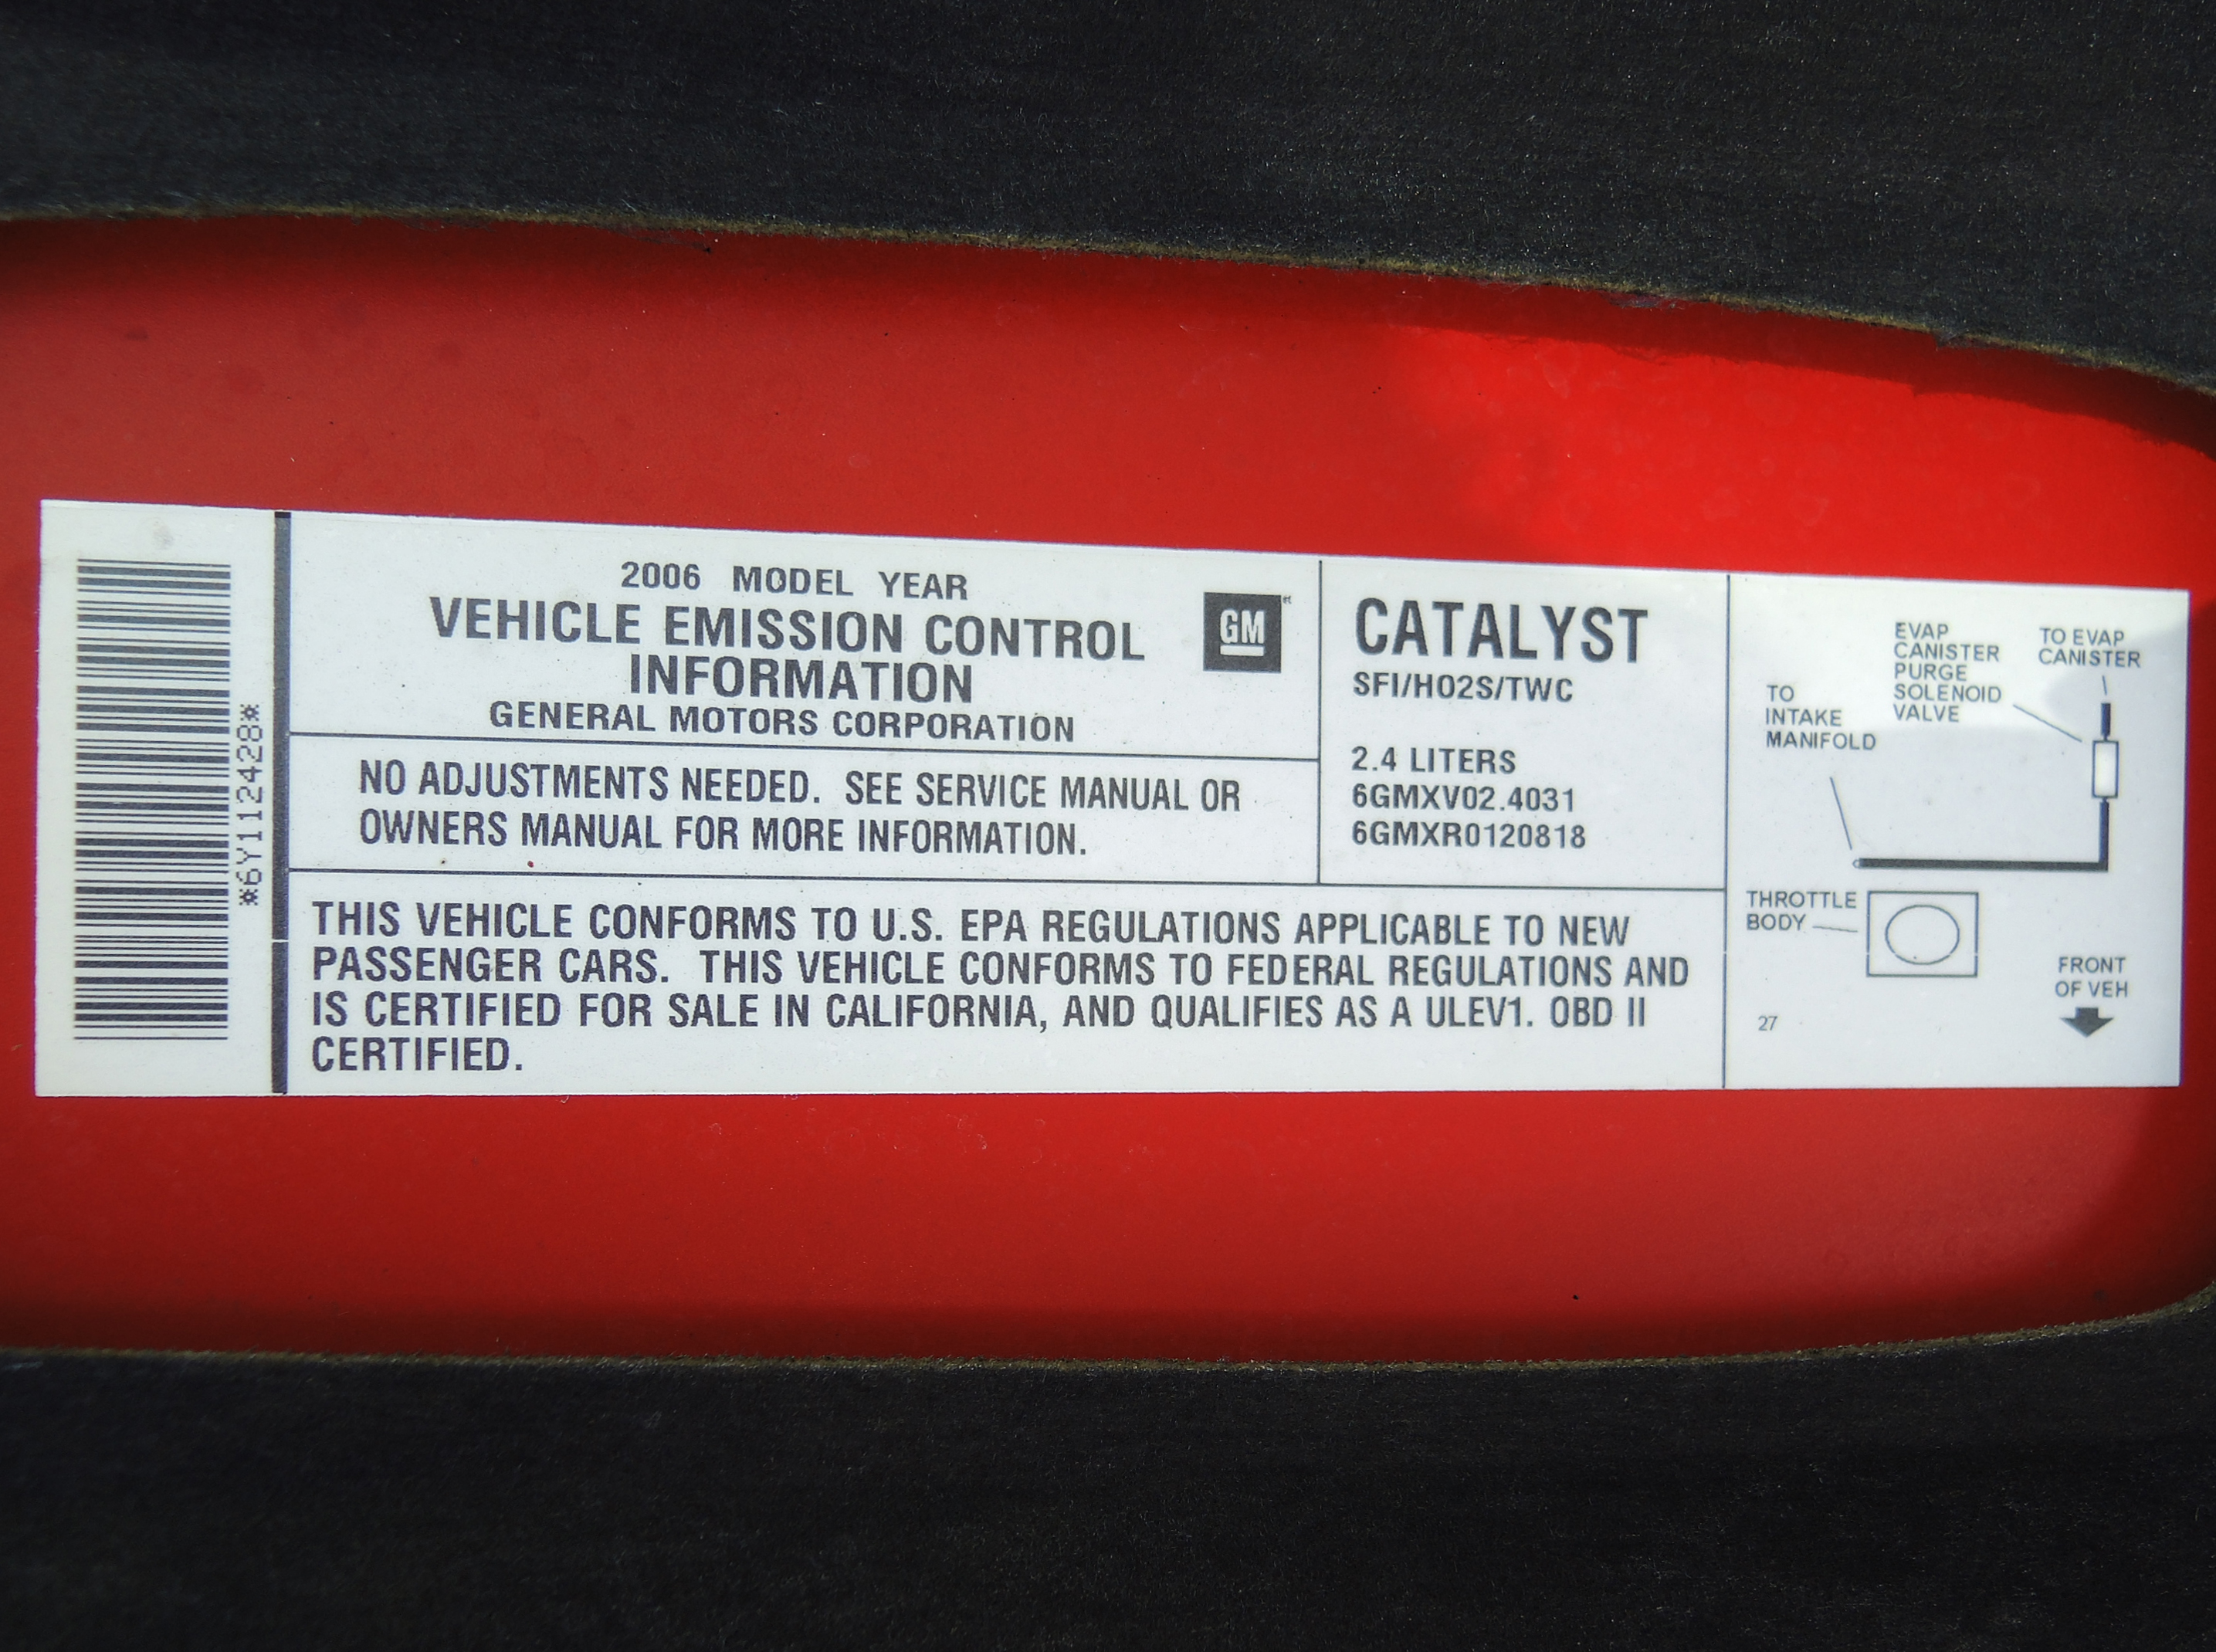 *6Y1124428*
2006 MODEL YEAR
VEHICLE EMISSION CONTROL
INFORMATION
GENERAL MOTORS CORPORATION
GM
NO ADJUSTMENTS NEEDED. SEE SERVICE MANUAL OR
OWNERS MANUAL FOR MORE INFORMATION.
THIS VEHICLE CONFORMS TO U.S. EPA REGULATIONS APPLICABLE TO NEW
PASSENGER CARS. THIS VEHICLE CONFORMS TO FEDERAL REGULATIONS AND
IS CERTIFIED FOR SALE IN CALIFORNIA, AND QUALIFIES AS A ULEV1. OBD II
CERTIFIED.
CATALYST
SFI/HO2S/TWC
2.4 LITERS
6GMXV02.4031
6GMXR0120818
EVAP
CANISTER
PURGE
SOLENOID
VALVE
TO EVAP
CANISTER
TO
INTAKE
MANIFOLD
THROTTLE
BODY
FRONT
OF VEH
27